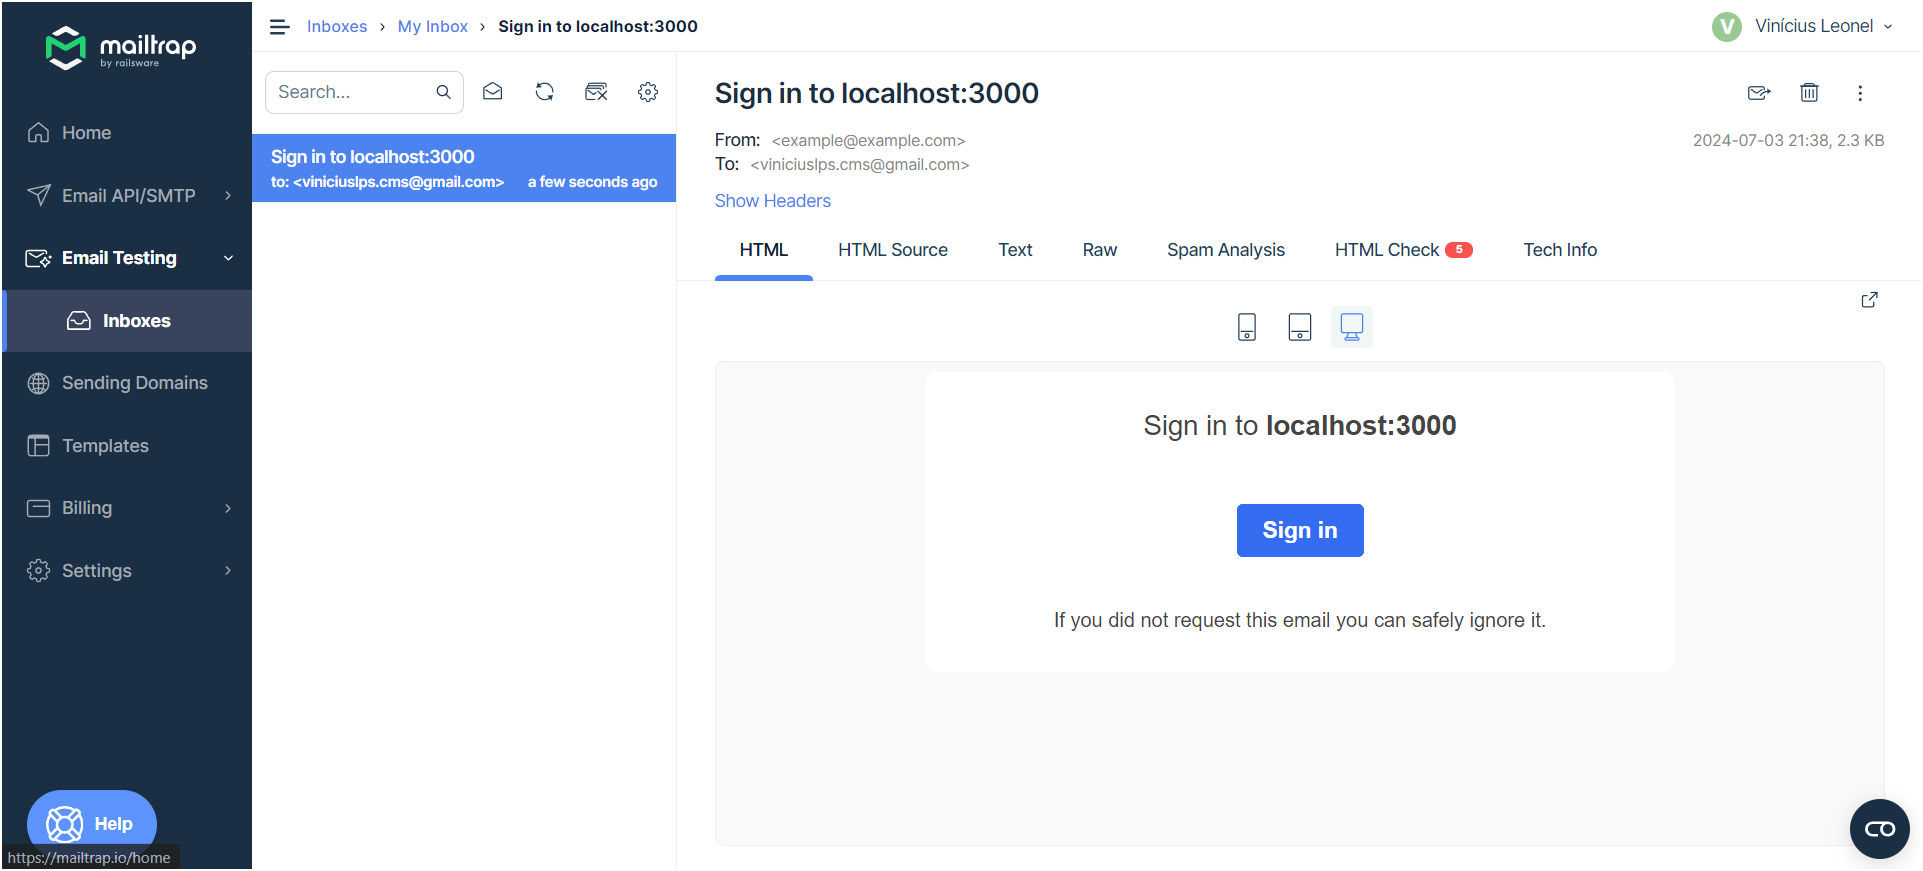 mailtrap
by railsware
Home
Email API/SMTP
Email Testing
Inboxes
Sending Domains
Templates
Billing
Settings
Help
https://mailtrap.io/home
Inboxes › My Inbox › Sign in to localhost:3000
V Vinícius Leonel
Search...
Sign in to localhost:3000
to: <viniciuslps.cms@gmail.com> a few seconds ago
Sign in to localhost:3000
From: <example@example.com>
2024-07-03 21:38, 2.3 KB
To: <viniciuslps.cms@gmail.com>
Show Headers
HTML HTML Source Text Raw Spam Analysis HTML Check 5 Tech Info
Sign in to localhost:3000
Sign in
If you did not request this email you can safely ignore it.